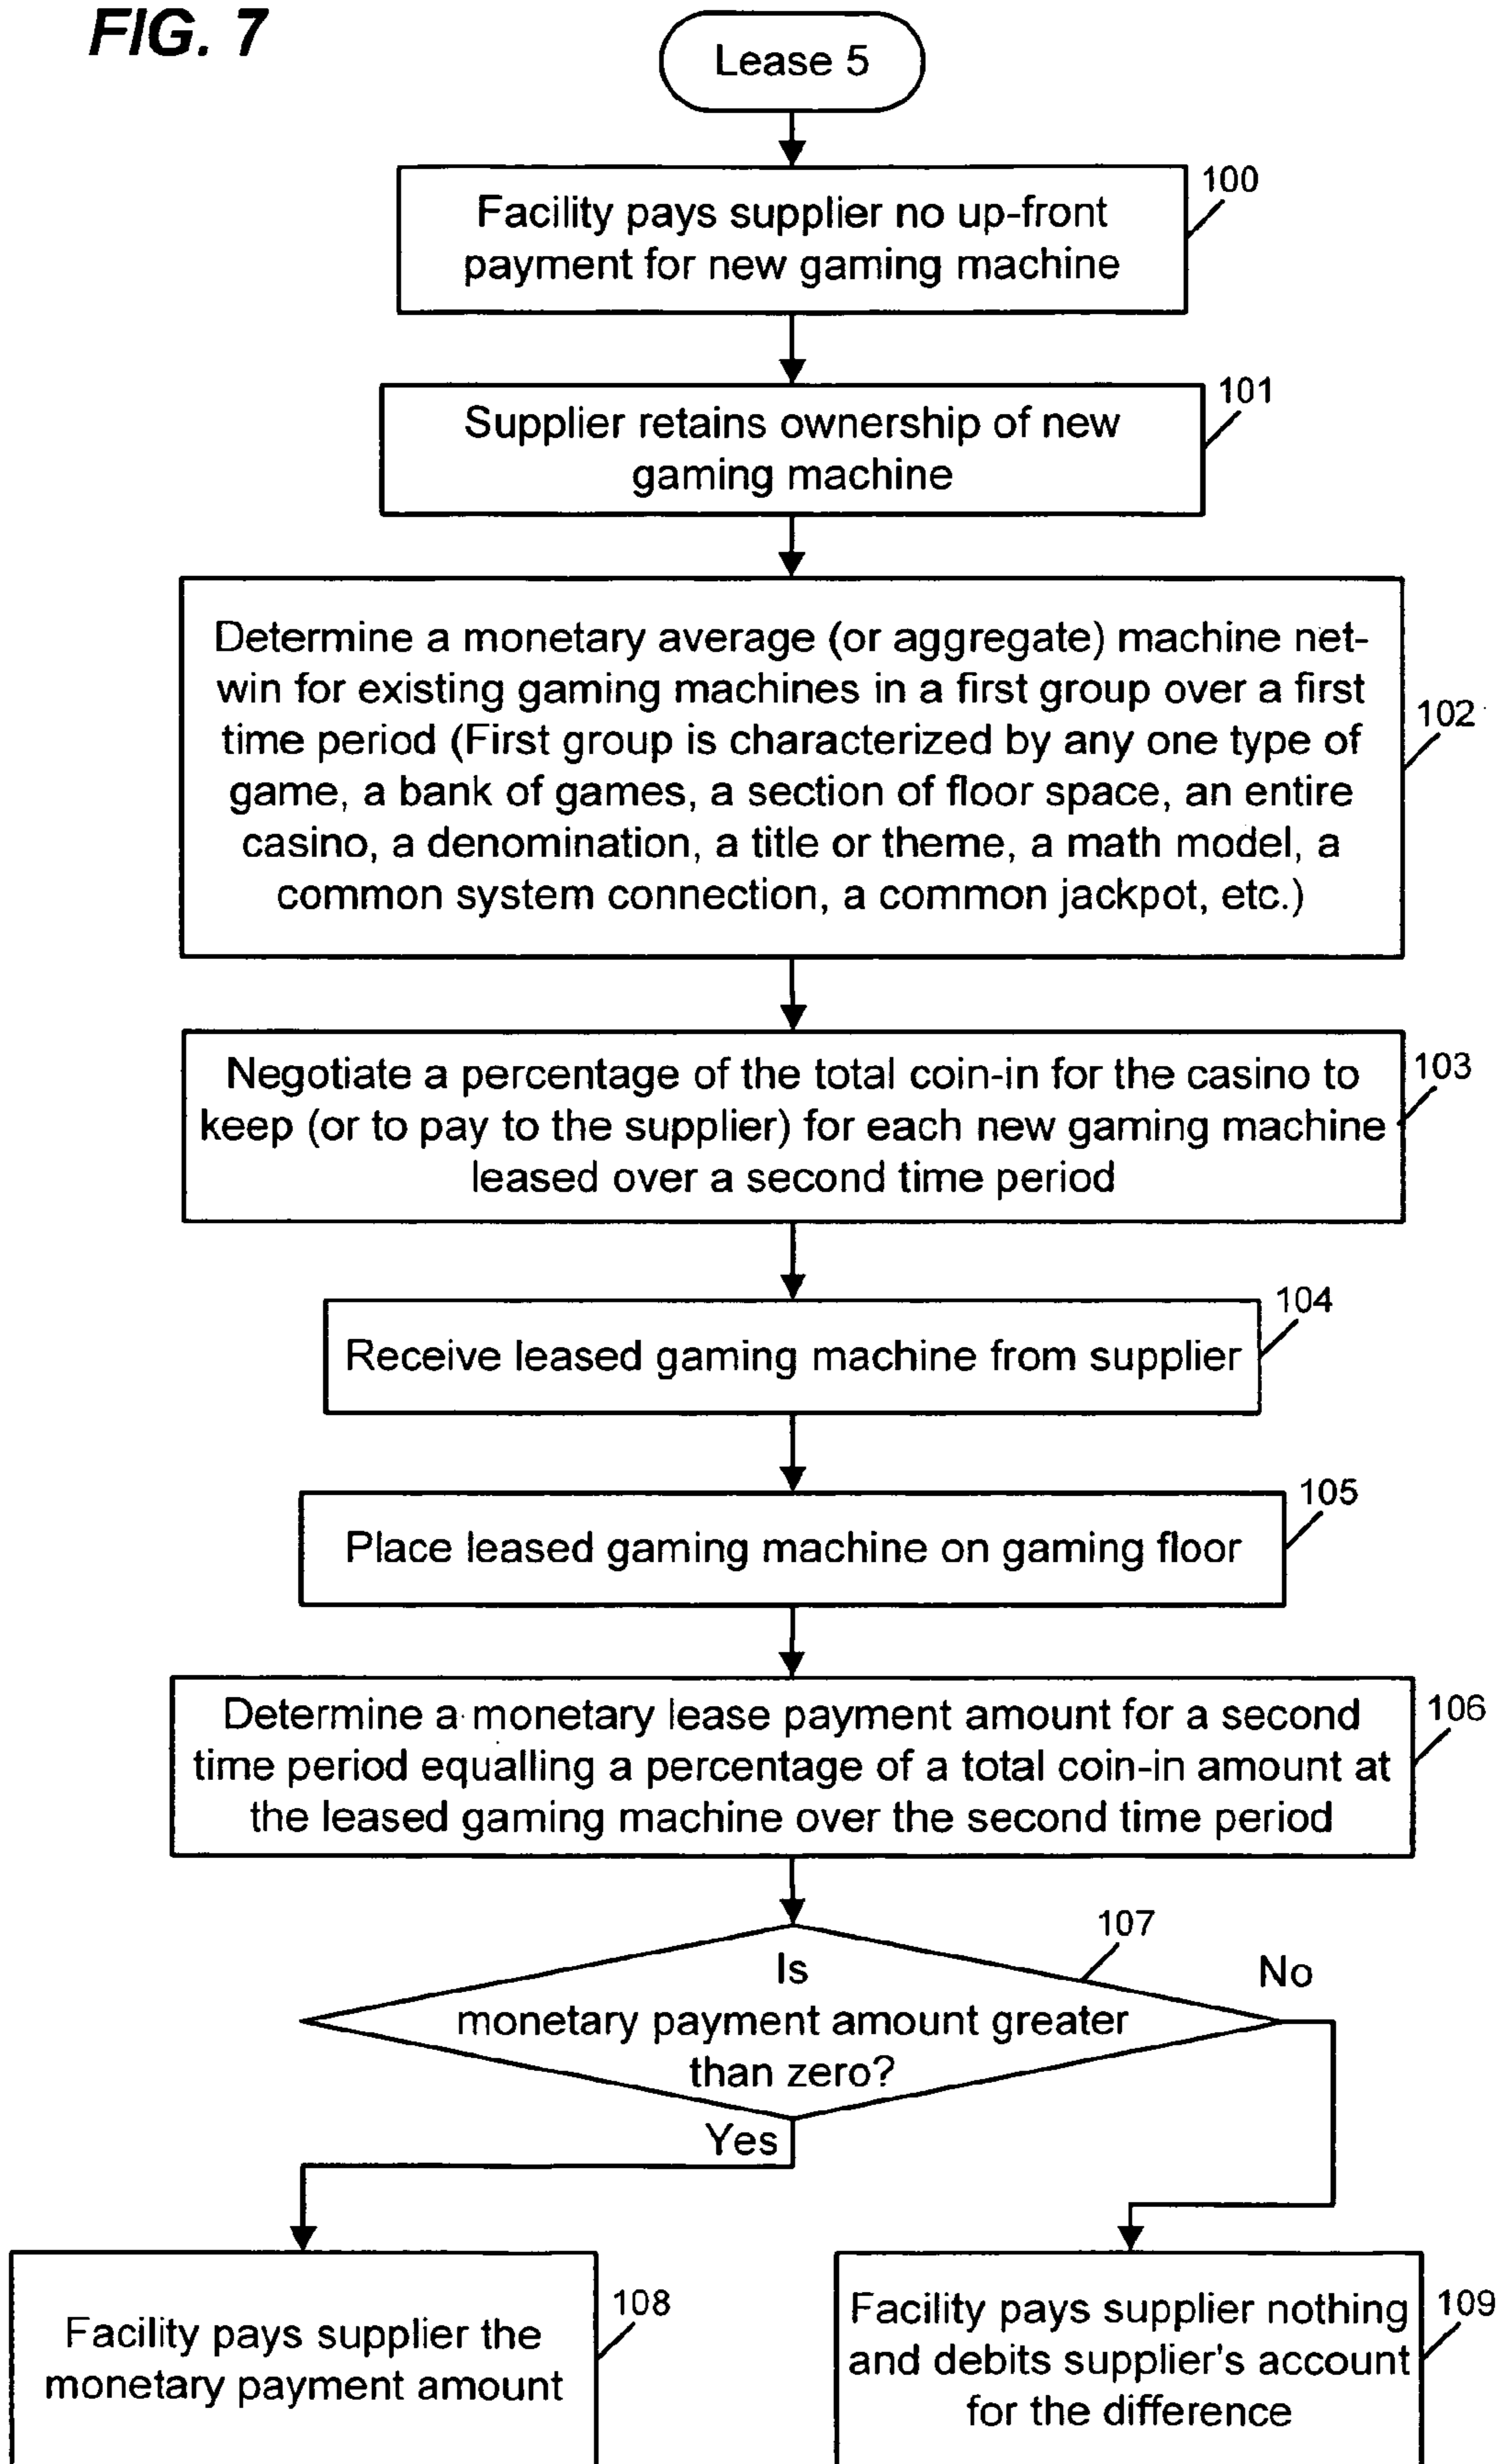 FIG. 7
Lease 5
100
Facility pays supplier no up-front
payment for new gaming machine
101
Supplier retains ownership of new
gaming machine
Determine a monetary average (or aggregate) machine net-
win for existing gaming machines in a first group over a first
time period (First group is characterized by any one type of
game, a bank of games, a section of floor space, an entire
casino, a denomination, a title or theme, a math model, a
common system connection, a common jackpot, etc.)
102
Negotiate a percentage of the total coin-in for the casino to
keep (or to pay to the supplier) for each new gaming machine
leased over a second time period
103
104
Receive leased gaming machine from supplier
105
Place leased gaming machine on gaming floor
Determine a monetary lease payment amount for a second
time period equalling a percentage of a total coin-in amount at
the leased gaming machine over the second time period
106
107
Is
monetary payment amount greater
than zero?
No
Yes
Facility pays supplier the
monetary payment amount
108
Facility pays supplier nothing
and debits supplier's account
for the difference
109